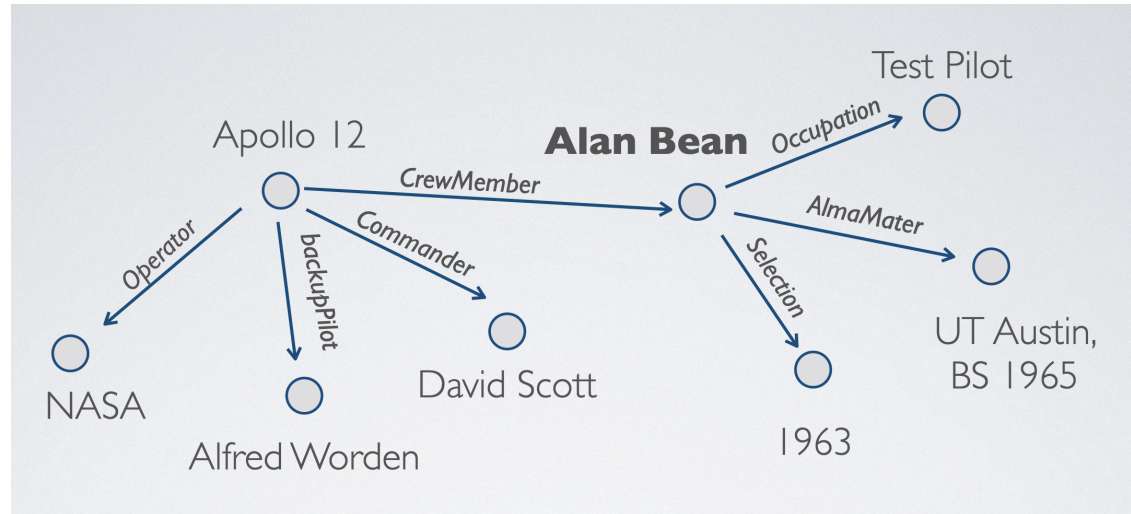 Test Pilot
Apollo 12
Alan Bean
Occupation
CrewMember
AlmaMater
Operator
backupPilot
Commander
Selection
NASA
Alfred Worden
David Scott
1963
UT Austin,
BS 1965